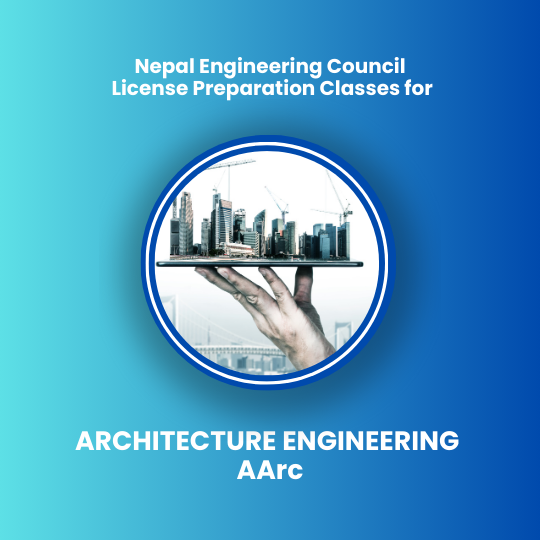 Nepal Engineering Council
License Preparation Classes for
ARCHITECTURE ENGINEERING
AArc